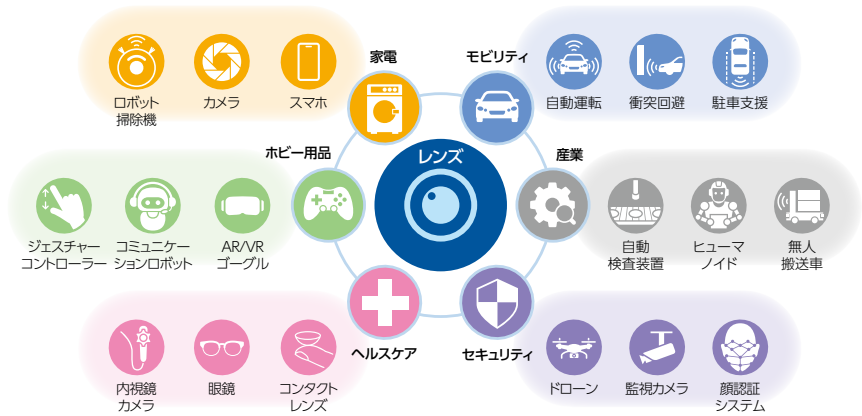 家電
ロボット
掃除機
カメラ
スマホ
モビリティ
自動運転
衝突回避
駐車支援
レンズ
ホビー用品
ジェスチャー
コントローラー
コミュニケー
ションロボット
AR/VR
ゴーグル
産業
自動
検査装置
ヒューマ
ノイド
無人
搬送車
ヘルスケア
内視鏡
カメラ
眼鏡
コンタクト
レンズ
セキュリティ
ドローン
監視カメラ
顔認証
システム